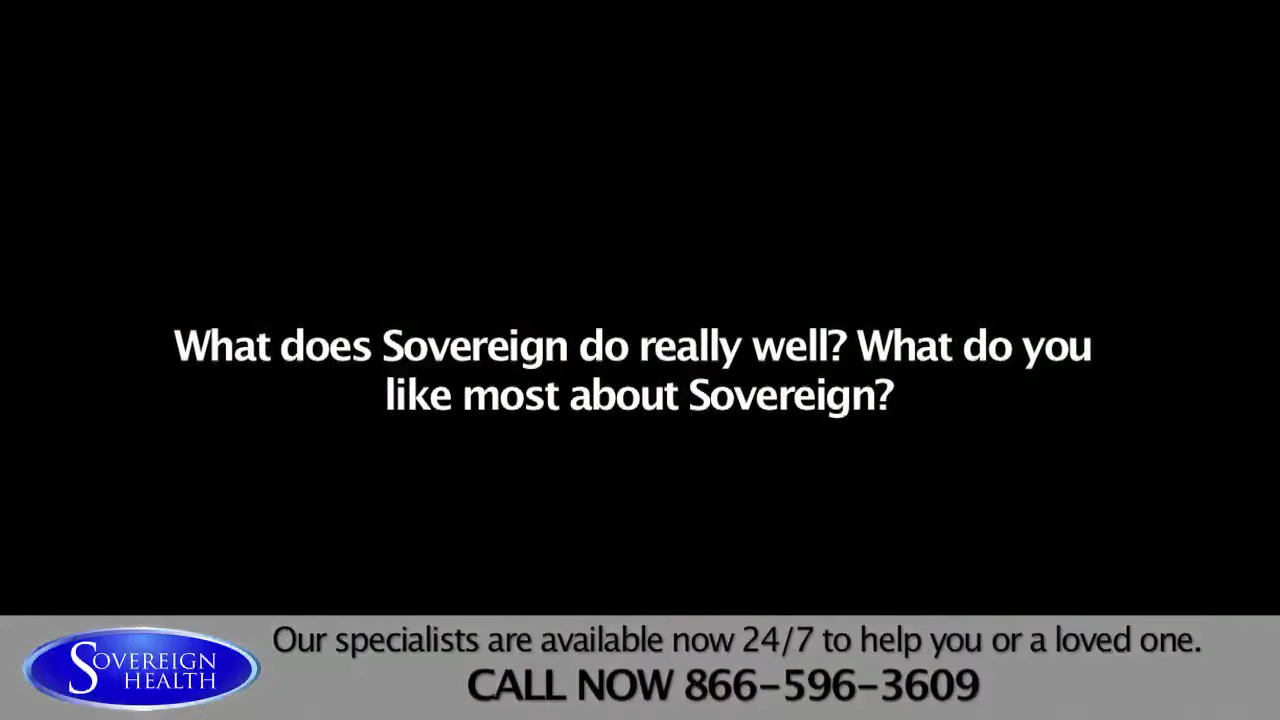 What does Sovereign do really well? What do you
like most about Sovereign?
Our specialists are available now 24/7 to help you or a loved one.
SOVEREIGN
HEALTH
CALL NOW 866-596-3609